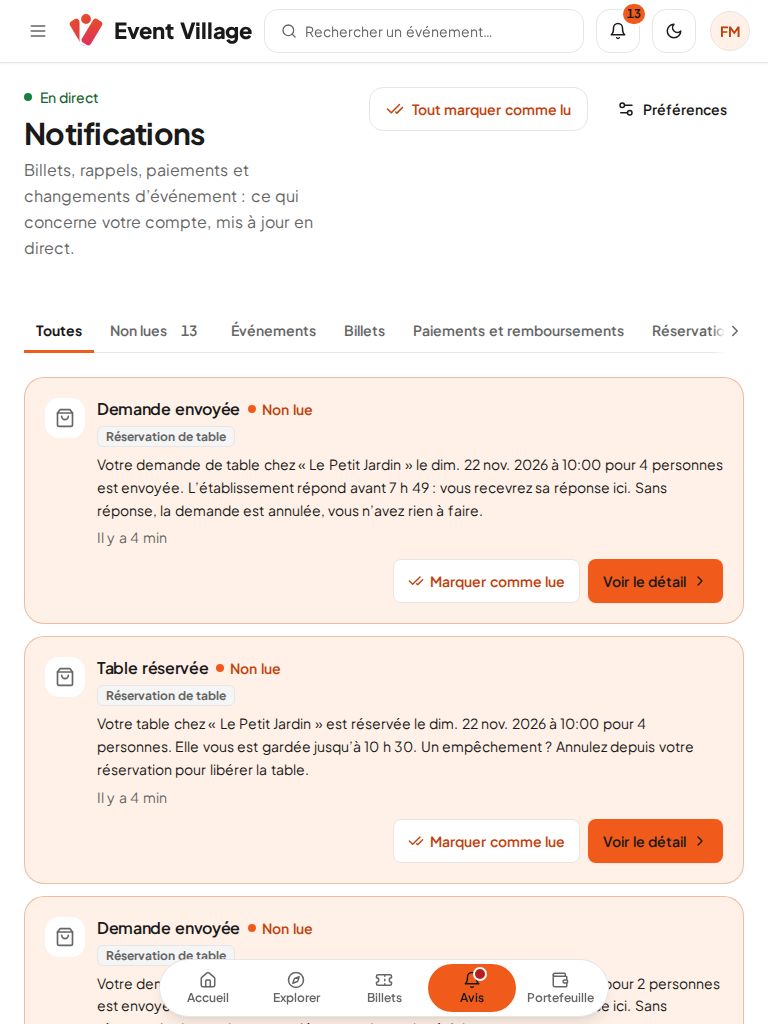 Event Village
Rechercher un événement…
13
FM
En direct
Notifications
Billets, rappels, paiements et
changements d’événement : ce qui
concerne votre compte, mis à jour en
direct.
Tout marquer comme lu
Préférences
Toutes
Non lues 13
Événements
Billets
Paiements et remboursements
Réservatio
Demande envoyée
Non lue
Réservation de table
Votre demande de table chez « Le Petit Jardin » le dim. 22 nov. 2026 à 10:00 pour 4 personnes
est envoyée. L’établissement répond avant 7 h 49 : vous recevrez sa réponse ici. Sans
réponse, la demande est annulée, vous n’avez rien à faire.
Il y a 4 min
Marquer comme lue
Voir le détail
Table réservée
Non lue
Réservation de table
Votre table chez « Le Petit Jardin » est réservée le dim. 22 nov. 2026 à 10:00 pour 4
personnes. Elle vous est gardée jusqu’à 10 h 30. Un empêchement ? Annulez depuis votre
réservation pour libérer la table.
Il y a 4 min
Marquer comme lue
Voir le détail
Demande envoyée
Non lue
Réservation de table
Votre
pour 2 personnes
est
ici. Sans
Accueil
Explorer
Billets
Avis
Portefeuille